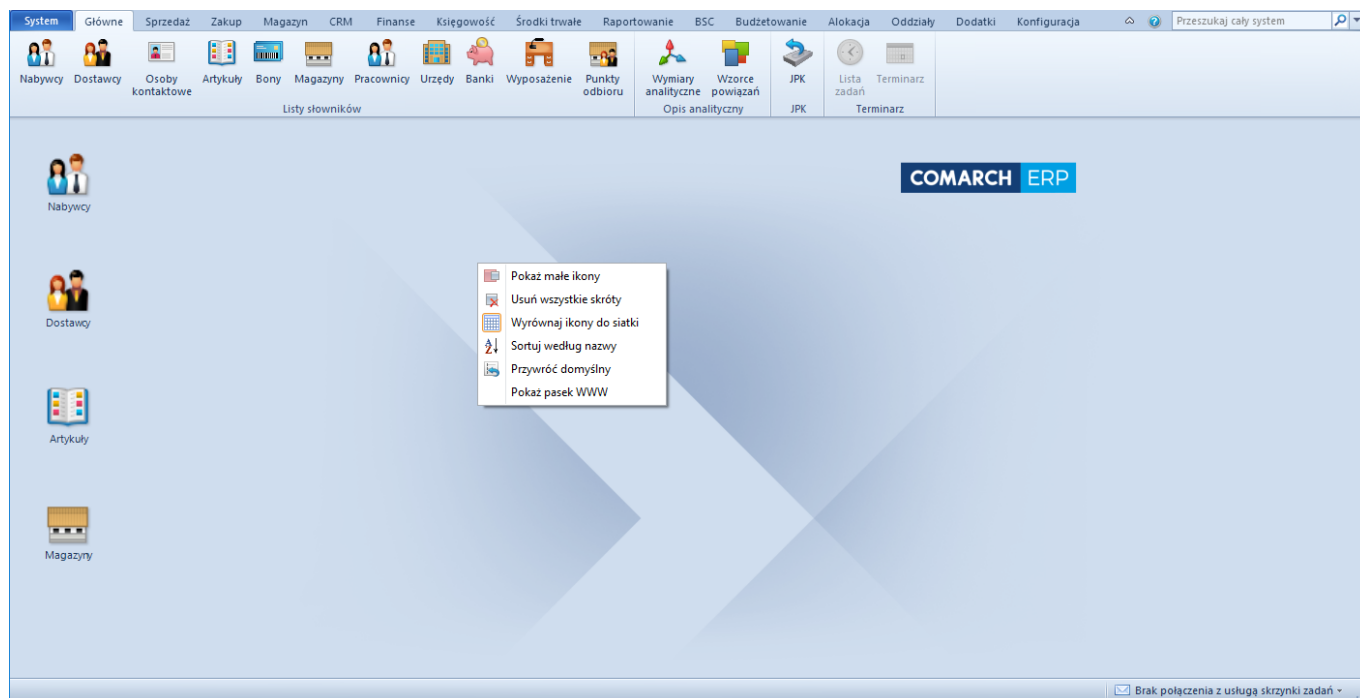 System Główne Sprzedaż Zakup Magazyn CRM Finanse Księgowość Środki trwałe Raportowanie BSC Budżetowanie Alokacja Oddziały Dodatki Konfiguracja Przeszukaj cały system
Nabywcy Dostawcy Osoby kontaktowe Artykuły Bony Magazyny Pracownicy Urzędy Banki Wyposażenie Punkty odbioru Wymiary analityczne Wzorce powiązań JPK Lista zadań Terminarz
Listy słowników Opis analityczny JPK Terminarz
COMARCH ERP
Nabywcy
Dostawcy
Artykuły
Magazyny
Pokaż małe ikony
Usuń wszystkie skróty
Wyrównaj ikony do siatki
Sortuj według nazwy
Przywróć domyślny
Pokaż pasek WWW
Brak połączenia z usługą skrzynki zadań